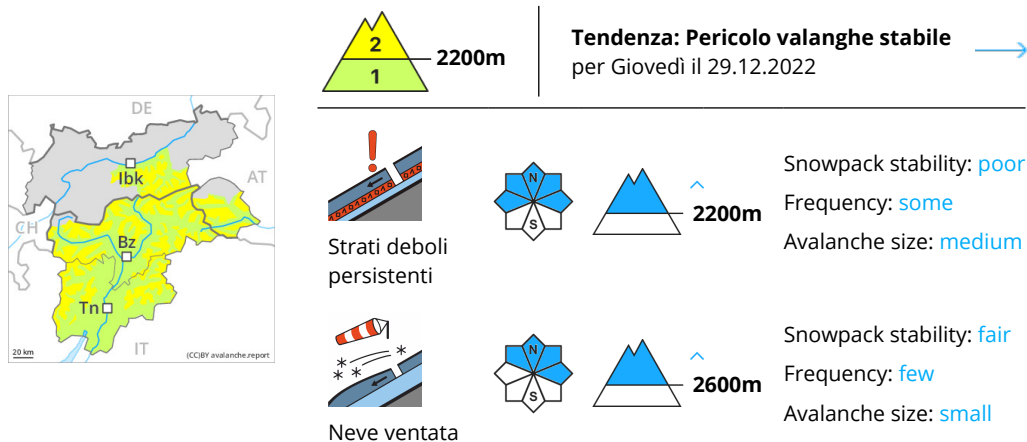 2
1
2200m
Tendenza: Pericolo valanghe stabile
per Giovedì il 29.12.2022
DE
Ibk
AT
CH
Bz
Tn
IT
20 km
(CC)BY avalanche.report
Strati deboli
persistenti
N
S
2200m
Snowpack stability: poor
Frequency: some
Avalanche size: medium
Neve ventata
N
S
2600m
Snowpack stability: fair
Frequency: few
Avalanche size: small